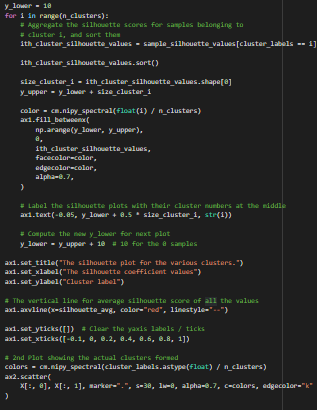 y_lower = 10
for i in range(n_clusters):
    # Aggregate the silhouette scores for samples belonging to
    # cluster i, and sort them
    ith_cluster_silhouette_values = sample_silhouette_values[cluster_labels == i]

    ith_cluster_silhouette_values.sort()

    size_cluster_i = ith_cluster_silhouette_values.shape[0]
    y_upper = y_lower + size_cluster_i

    color = cm.nipy_spectral(float(i) / n_clusters)
    ax1.fill_betweenx(
        np.arange(y_lower, y_upper),
        0,
        ith_cluster_silhouette_values,
        facecolor=color,
        edgecolor=color,
        alpha=0.7,
    )

    # Label the silhouette plots with their cluster numbers at the middle
    ax1.text(-0.05, y_lower + 0.5 * size_cluster_i, str(i))

    # Compute the new y_lower for next plot
    y_lower = y_upper + 10  # 10 for the 0 samples

ax1.set_title("The silhouette plot for the various clusters.")
ax1.set_xlabel("The silhouette coefficient values")
ax1.set_ylabel("Cluster label")

# The vertical line for average silhouette score of all the values
ax1.axvline(x=silhouette_avg, color="red", linestyle="--")

ax1.set_yticks([])  # Clear the yaxis labels / ticks
ax1.set_xticks([-0.1, 0, 0.2, 0.4, 0.6, 0.8, 1])

# 2nd Plot showing the actual clusters formed
colors = cm.nipy_spectral(cluster_labels.astype(float) / n_clusters)
ax2.scatter(
    X[:, 0], X[:, 1], marker=".", s=30, lw=0, alpha=0.7, c=colors, edgecolor="k"
)